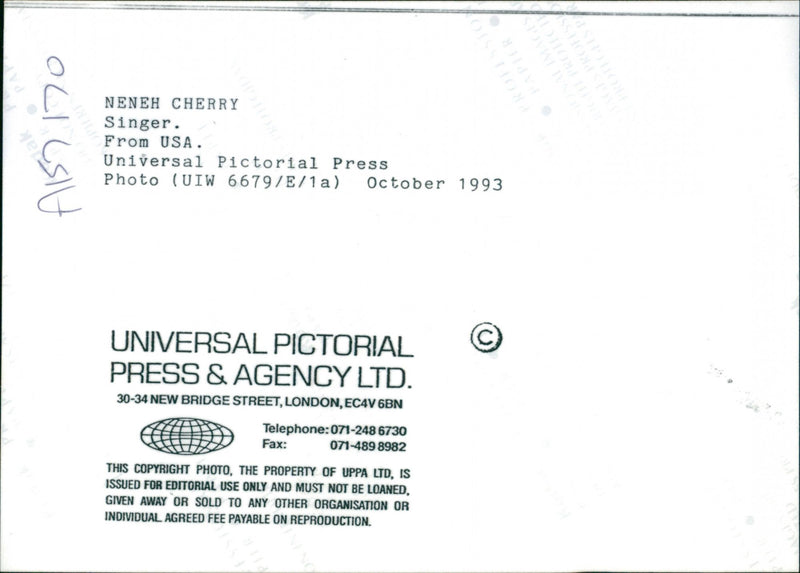 A157170
NENEH CHERRY
Singer.
From USA.
Universal Pictorial Press
Photo (UIW 6679/E/1a) October 1993
©
UNIVERSAL PICTORIAL
PRESS & AGENCY LTD.
30-34 NEW BRIDGE STREET, LONDON, EC4V 6BN
Telephone: 071-248 6730
Fax: 071-489 8982
THIS COPYRIGHT PHOTO, THE PROPERTY OF UPPA LTD, IS
ISSUED FOR EDITORIAL USE ONLY AND MUST NOT BE LOANED,
GIVEN AWAY OR SOLD TO ANY OTHER ORGANISATION OR
INDIVIDUAL. AGREED FEE PAYABLE ON REPRODUCTION.